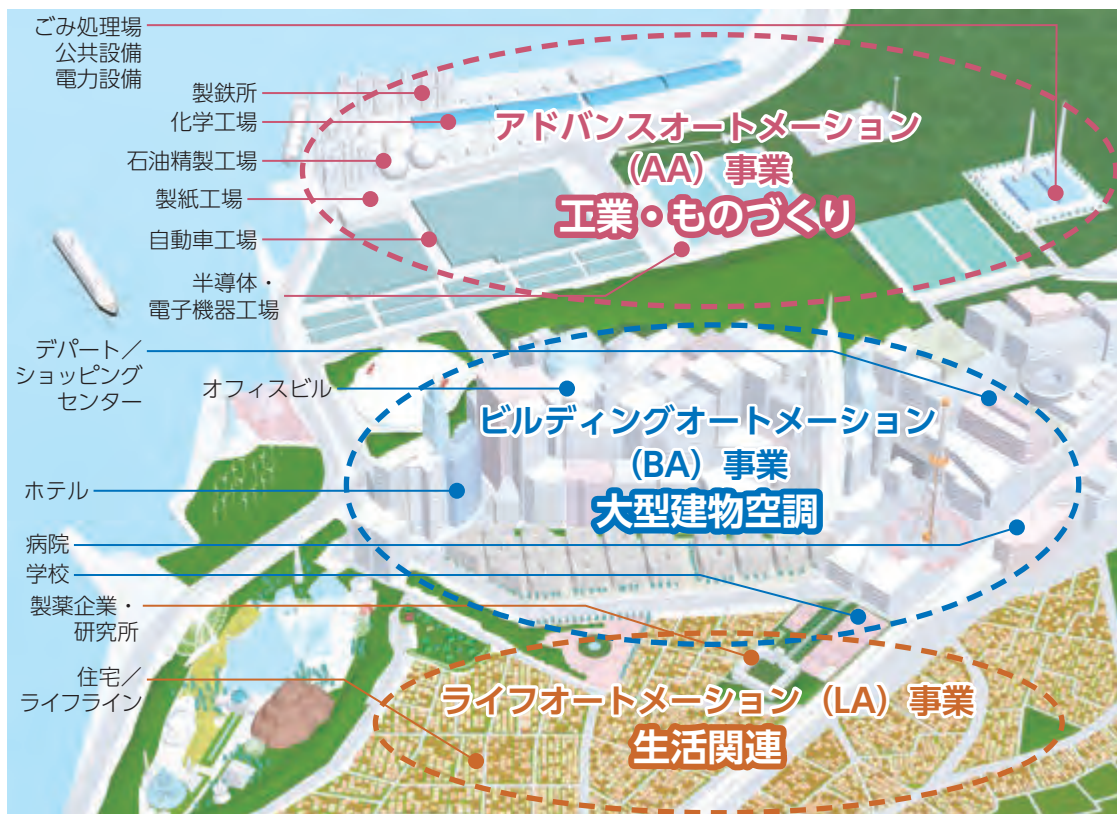 ごみ処理場
公共設備
電力設備
製鉄所
化学工場
石油精製工場
製紙工場
自動車工場
半導体・
電子機器工場
アドバンスオートメーション
（AA）事業
工業・ものづくり
デパート／
ショッピング
センター
オフィスビル
ホテル
病院
学校
ビルディングオートメーション
（BA）事業
大型建物空調
製薬企業・
研究所
住宅／
ライフライン
ライフオートメーション（LA）事業
生活関連